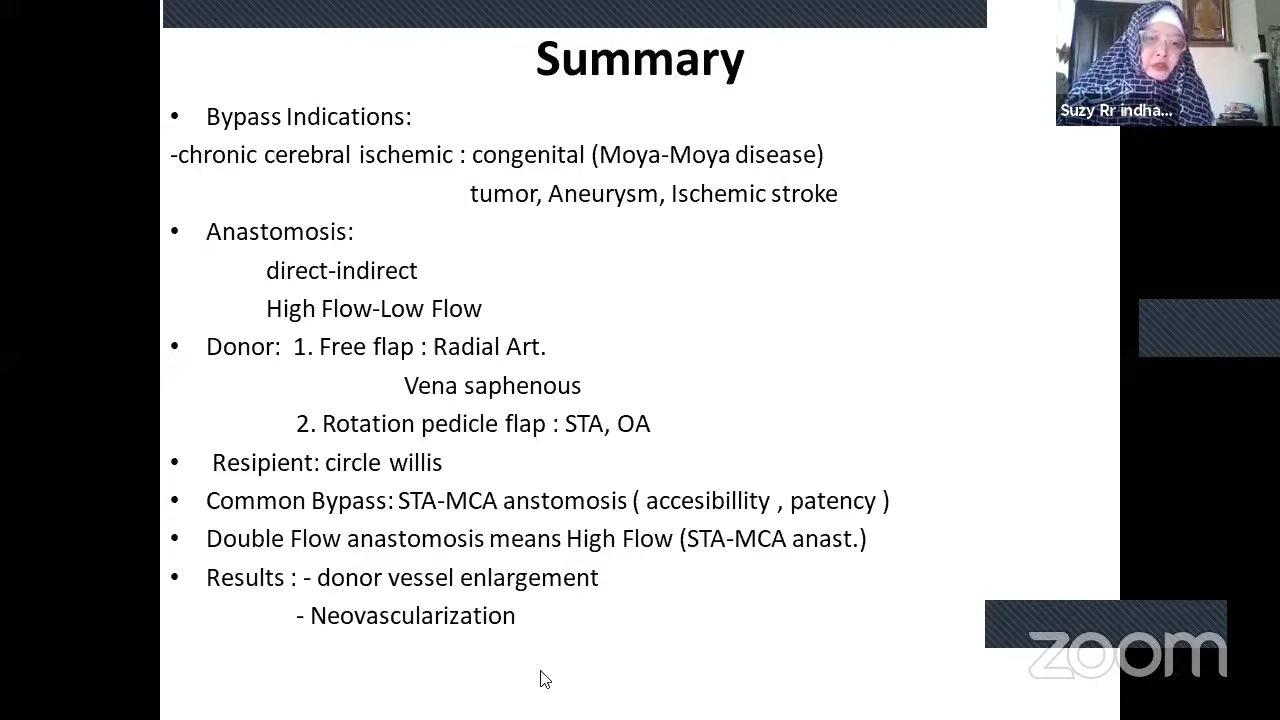 Summary
Suzy Rr indha...
• Bypass Indications:
-chronic cerebral ischemic : congenital (Moya-Moya disease)
tumor, Aneurysm, Ischemic stroke
• Anastomosis:
direct-indirect
High Flow-Low Flow
• Donor: 1. Free flap : Radial Art.
Vena saphenous
2. Rotation pedicle flap : STA, OA
• Resipient: circle willis
• Common Bypass: STA-MCA anstomosis ( accesibillity , patency )
• Double Flow anastomosis means High Flow (STA-MCA anast.)
• Results : - donor vessel enlargement
- Neovascularization
zoom